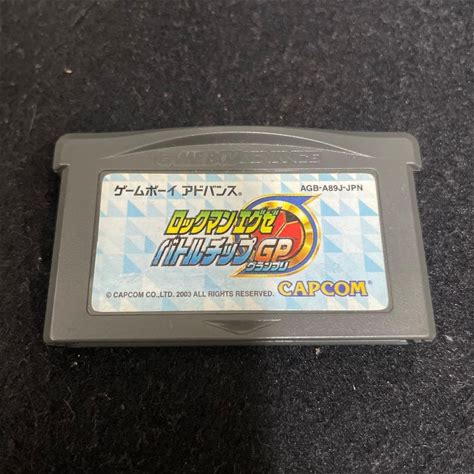 GAME BOY ADVANCE
ゲームボーイ アドバンス
AGB-A89J-JPN
ロックマン エグゼ
バトルチップ GP
グランプリ
© CAPCOM CO.,LTD. 2003 ALL RIGHTS RESERVED.
CAPCOM